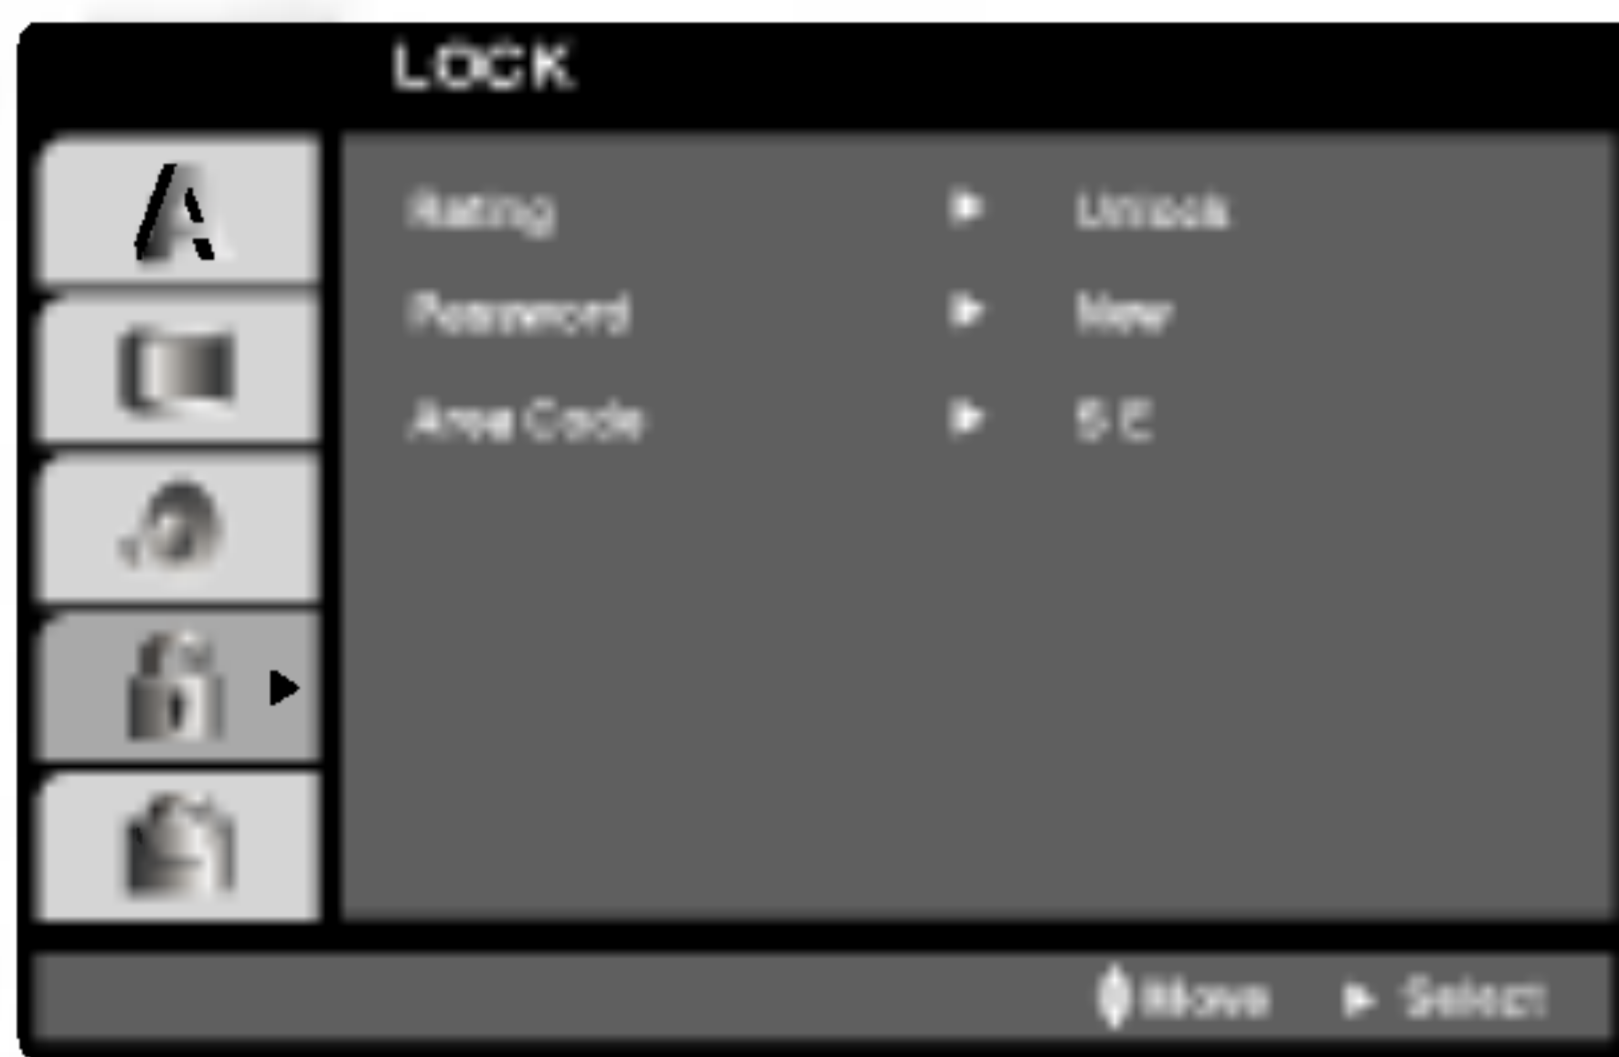 LOCK
Rating ► Unlock
Password ► New
Area Code ► S E
Move ► Select